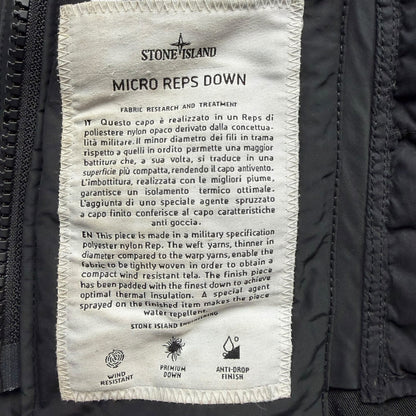 STONE ISLAND
MICRO REPS DOWN
FABRIC RESEARCH AND TREATMENT
IT Questo capo è realizzato in un Reps di
poliestere nylon opaco derivato dalla concettua-
lità militare. Il minor diametro dei fili in trama
rispetto a quelli in ordito permette una maggior
battitura che, a sua volta, si traduce in una
superficie più compatta, rendendo il capo antivento.
L'imbottitura, realizzata con le migliori piume,
garantisce un isolamento termico ottimale.
L'aggiunta di uno speciale agente spruzzato
a capo finito conferisce al capo caratteristiche
anti goccia.
EN This piece is made in a military specification
polyester nylon Rep. The weft yarns, thinner in
diameter compared to the warp yarns, enable the
fabric to be tightly woven in order to obtain a
compact wind resistant tela. The finish piece
has been padded with the finest down to achieve
optimal thermal insulation. A special agent
sprayed on the finished item makes the piece
water repellent.
STONE ISLAND ENGINEERING
WIND
RESISTANT
PRIMIUM
DOWN
ANTI-DROP
FINISH